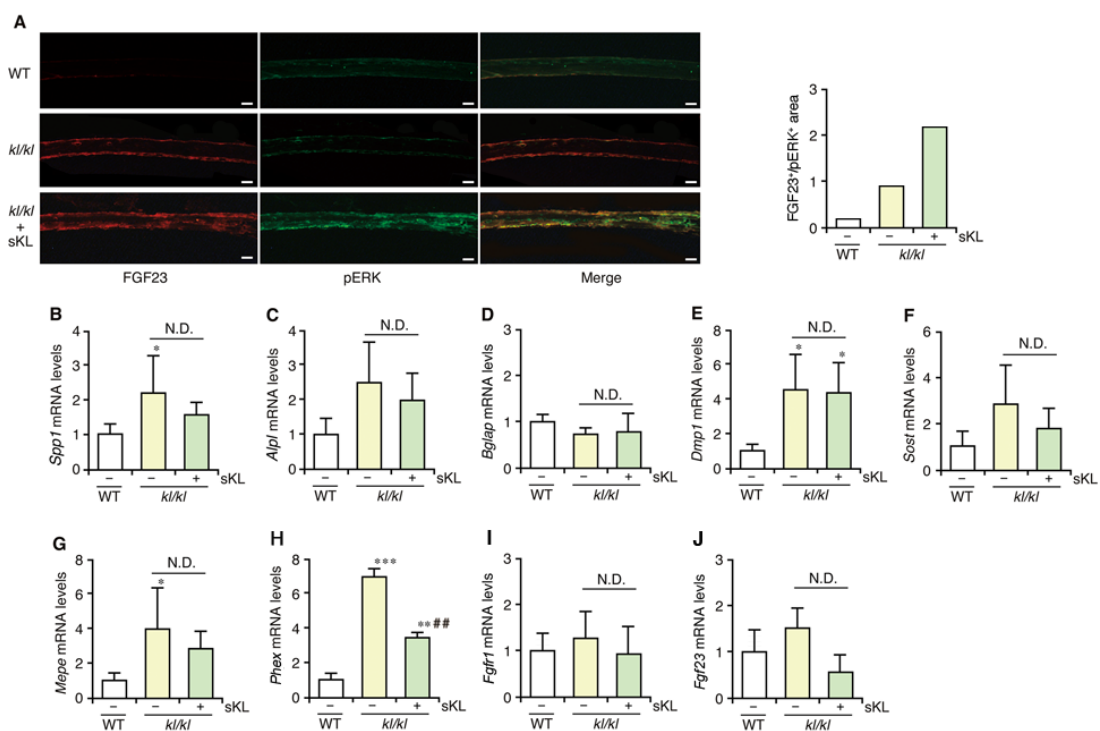 A
WT
kl/kl
kl/kl
+
sKL
FGF23
pERK
Merge
FGF23⁺/pERK⁺ area
3
2
1
0
– – + sKL
WT kl/kl
B
Spp1 mRNA levels
4
3
2
1
0
*
N.D.
– – + sKL
WT kl/kl
C
Alpl mRNA levels
4
3
2
1
0
N.D.
– – + sKL
WT kl/kl
D
Bglap mRNA levls
3
2
1
0
N.D.
– – + sKL
WT kl/kl
E
Dmp1 mRNA levels
8
6
4
2
0
N.D.
* *
– – + sKL
WT kl/kl
F
Sost mRNA levels
6
4
2
0
N.D.
– – + sKL
WT kl/kl
G
Mepe mRNA levls
8
6
4
2
0
N.D.
*
– – + sKL
WT kl/kl
H
Phex mRNA levels
8
6
4
2
0
***
**##
– – + sKL
WT kl/kl
I
Fgfr1 mRNA levls
3
2
1
0
N.D.
– – + sKL
WT kl/kl
J
Fgf23 mRNA levls
3
2
1
0
N.D.
– – + sKL
WT kl/kl